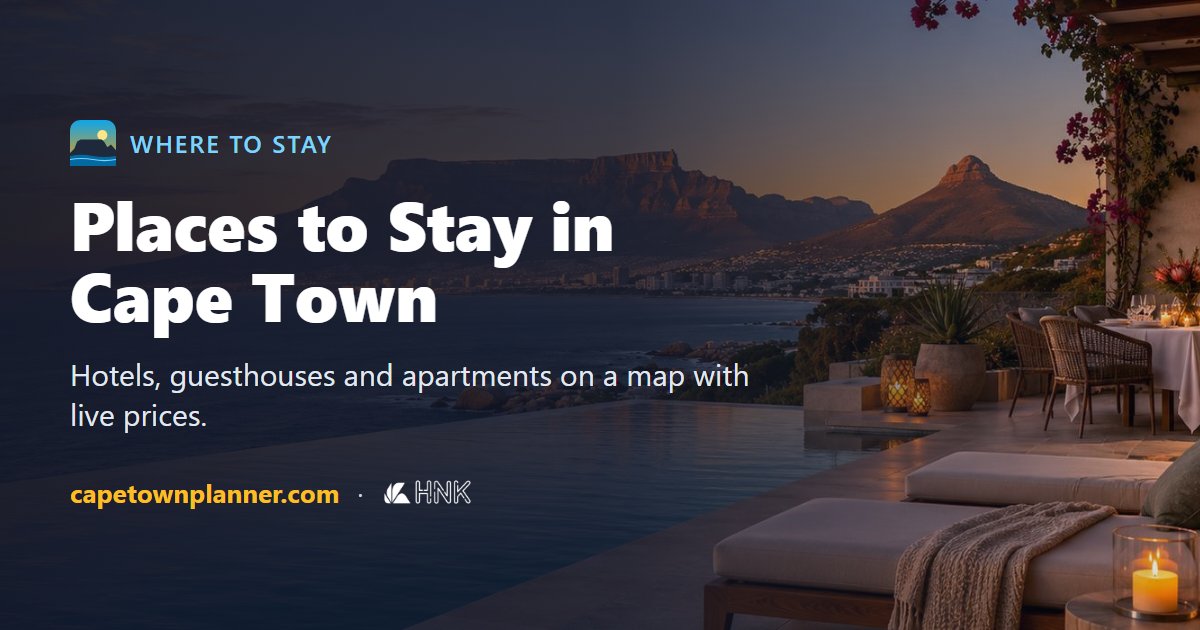 WHERE TO STAY
Places to Stay in
Cape Town
Hotels, guesthouses and apartments on a map with
live prices.
capetownplanner.com · HNK